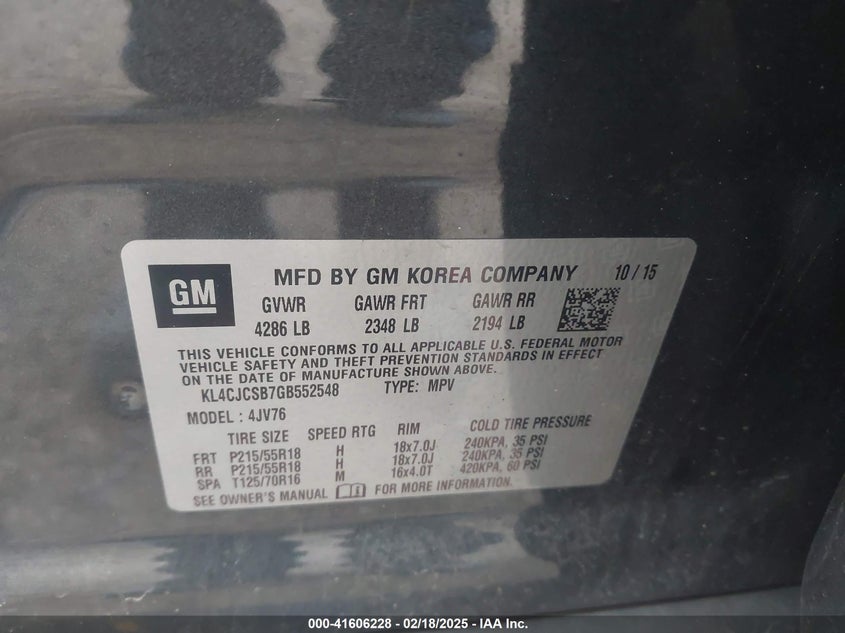 GM
MFD BY GM KOREA COMPANY 10 / 15
GVWR GAWR FRT GAWR RR
4286 LB 2348 LB 2194 LB
THIS VEHICLE CONFORMS TO ALL APPLICABLE U.S. FEDERAL MOTOR
VEHICLE SAFETY AND THEFT PREVENTION STANDARDS IN EFFECT
ON THE DATE OF MANUFACTURE SHOWN ABOVE.
KL4CJCSB7GB552548 TYPE: MPV
MODEL : 4JV76
TIRE SIZE SPEED RTG RIM COLD TIRE PRESSURE
FRT P215/55R18 H 18x7.0J 240KPA, 35 PSI
RR P215/55R18 H 18x7.0J 240KPA, 35 PSI
SPA T125/70R16 M 16x4.0T 420KPA, 60 PSI
SEE OWNER'S MANUAL FOR MORE INFORMATION.
000-41606228 - 02/18/2025 - IAA Inc.